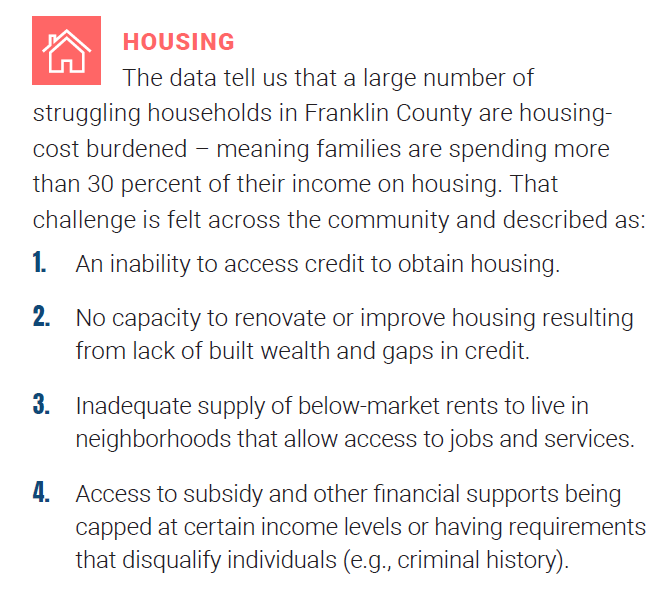 HOUSING
The data tell us that a large number of
struggling households in Franklin County are housing-
cost burdened – meaning families are spending more
than 30 percent of their income on housing. That
challenge is felt across the community and described as:
1. An inability to access credit to obtain housing.
2. No capacity to renovate or improve housing resulting
from lack of built wealth and gaps in credit.
3. Inadequate supply of below-market rents to live in
neighborhoods that allow access to jobs and services.
4. Access to subsidy and other financial supports being
capped at certain income levels or having requirements
that disqualify individuals (e.g., criminal history).